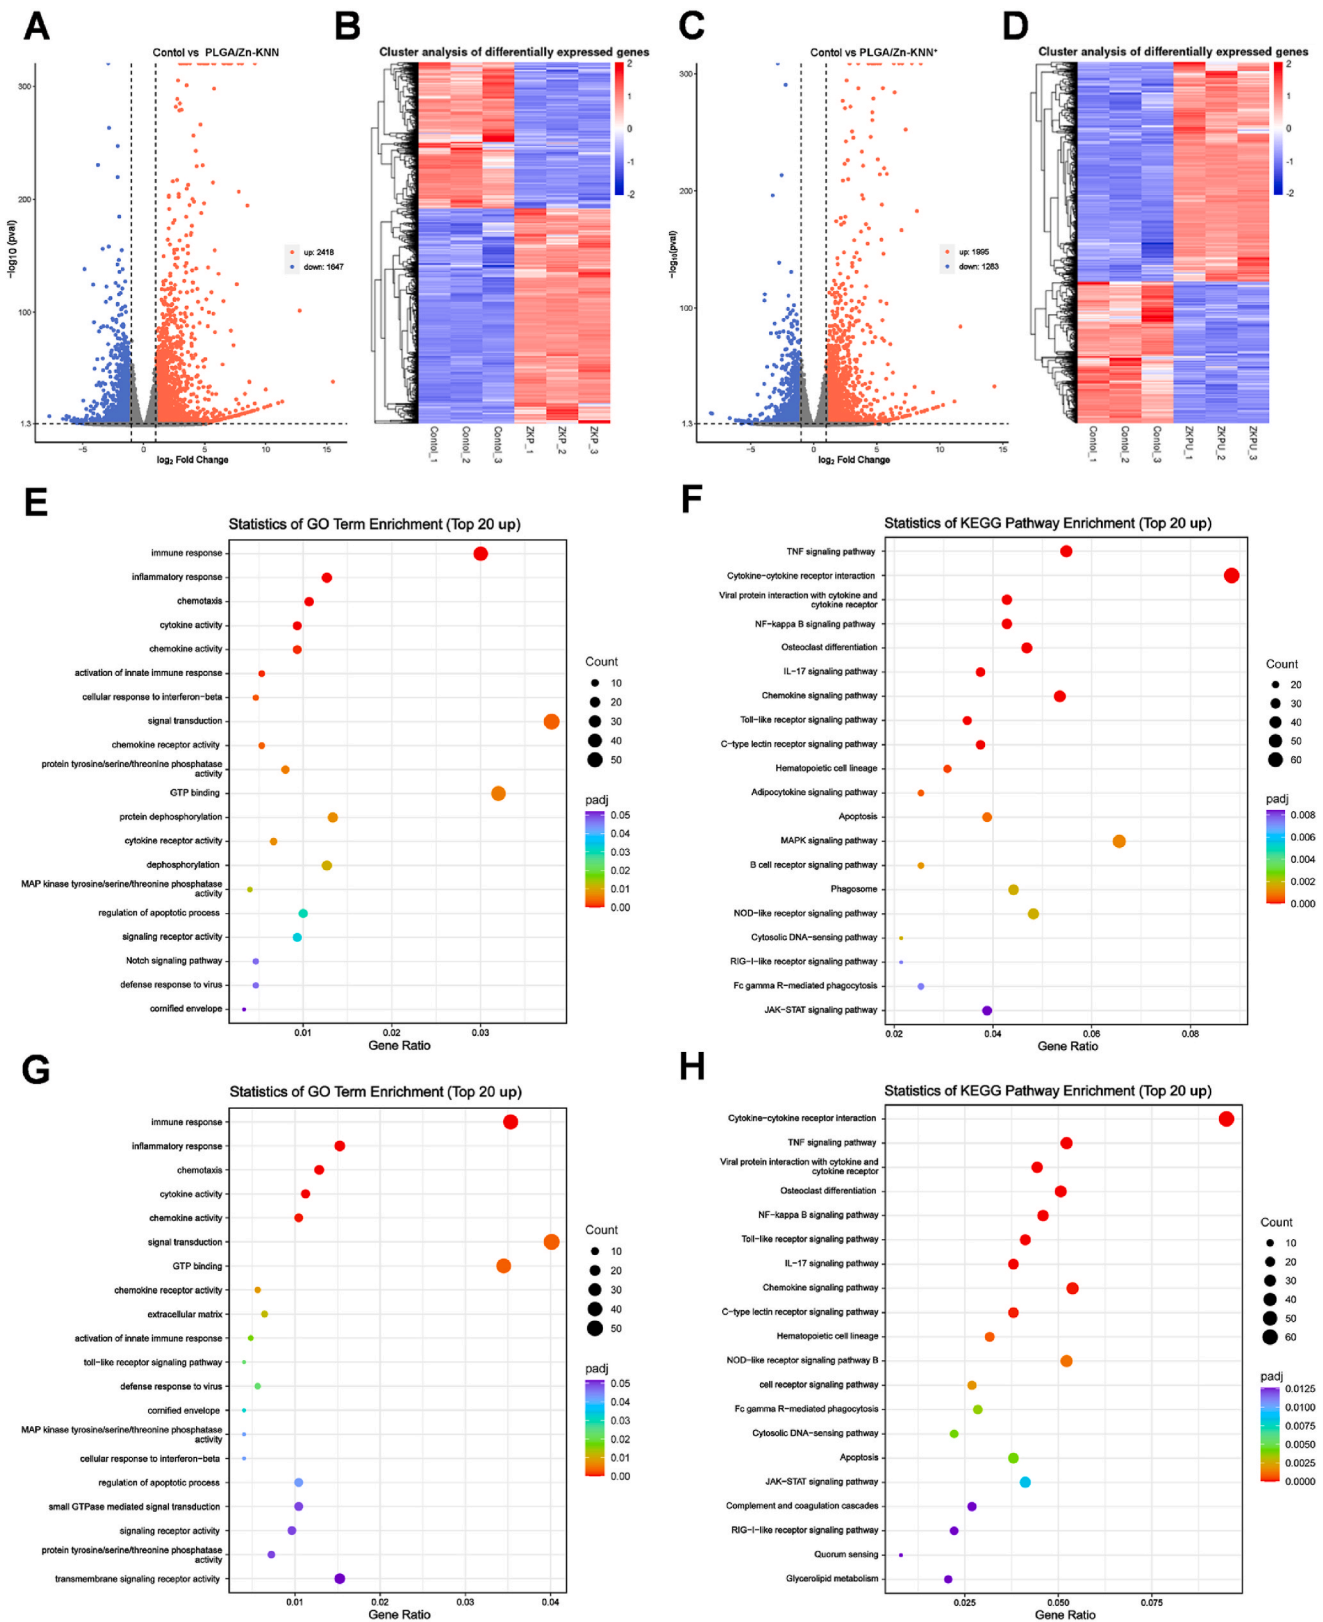 A
Contol vs PLGA/Zn-KNN
300
200
100
1.3
−log10 (pval)
up: 2418
down: 1647
−5
0
5
10
15
log2 Fold Change
B
Cluster analysis of differentially expressed genes
2
1
0
-1
-2
Contol_1
Contol_2
Contol_3
ZKP_1
ZKP_2
ZKP_3
C
Contol vs PLGA/Zn-KNN+
300
200
100
1.3
−log10(pval)
up: 1995
down: 1283
−5
0
5
10
15
log2 Fold Change
D
Cluster analysis of differentially expressed genes
2
1
0
-1
-2
Contol_1
Contol_2
Contol_3
ZKPU_1
ZKPU_2
ZKPU_3
E
Statistics of GO Term Enrichment (Top 20 up)
immune response
inflammatory response
chemotaxis
cytokine activity
chemokine activity
activation of innate immune response
cellular response to interferon−beta
signal transduction
chemokine receptor activity
protein tyrosine/serine/threonine phosphatase
activity
GTP binding
protein dephosphorylation
cytokine receptor activity
dephosphorylation
MAP kinase tyrosine/serine/threonine phosphatase
activity
regulation of apoptotic process
signaling receptor activity
Notch signaling pathway
defense response to virus
cornified envelope
0.01
0.02
0.03
Gene Ratio
Count
10
20
30
40
50
padj
0.05
0.04
0.03
0.02
0.01
0.00
F
Statistics of KEGG Pathway Enrichment (Top 20 up)
TNF signaling pathway
Cytokine−cytokine receptor interaction
Viral protein interaction with cytokine and
cytokine receptor
NF−kappa B signaling pathway
Osteoclast differentiation
IL−17 signaling pathway
Chemokine signaling pathway
Toll−like receptor signaling pathway
C−type lectin receptor signaling pathway
Hematopoietic cell lineage
Adipocytokine signaling pathway
Apoptosis
MAPK signaling pathway
B cell receptor signaling pathway
Phagosome
NOD−like receptor signaling pathway
Cytosolic DNA−sensing pathway
RIG−I−like receptor signaling pathway
Fc gamma R−mediated phagocytosis
JAK−STAT signaling pathway
0.02
0.04
0.06
0.08
Gene Ratio
Count
20
30
40
50
60
padj
0.008
0.006
0.004
0.002
0.000
G
Statistics of GO Term Enrichment (Top 20 up)
immune response
inflammatory response
chemotaxis
cytokine activity
chemokine activity
signal transduction
GTP binding
chemokine receptor activity
extracellular matrix
activation of innate immune response
toll−like receptor signaling pathway
defense response to virus
cornified envelope
MAP kinase tyrosine/serine/threonine phosphatase
activity
cellular response to interferon−beta
regulation of apoptotic process
small GTPase mediated signal transduction
signaling receptor activity
protein tyrosine/serine/threonine phosphatase
activity
transmembrane signaling receptor activity
0.01
0.02
0.03
0.04
Gene Ratio
Count
10
20
30
40
50
padj
0.05
0.04
0.03
0.02
0.01
0.00
H
Statistics of KEGG Pathway Enrichment (Top 20 up)
Cytokine−cytokine receptor interaction
TNF signaling pathway
Viral protein interaction with cytokine and
cytokine receptor
Osteoclast differentiation
NF−kappa B signaling pathway
Toll−like receptor signaling pathway
IL−17 signaling pathway
Chemokine signaling pathway
C−type lectin receptor signaling pathway
Hematopoietic cell lineage
NOD−like receptor signaling pathway B
cell receptor signaling pathway
Fc gamma R−mediated phagocytosis
Cytosolic DNA−sensing pathway
Apoptosis
JAK−STAT signaling pathway
Complement and coagulation cascades
RIG−I−like receptor signaling pathway
Quorum sensing
Glycerolipid metabolism
0.025
0.050
0.075
Gene Ratio
Count
10
20
30
40
50
60
padj
0.0125
0.0100
0.0075
0.0050
0.0025
0.0000